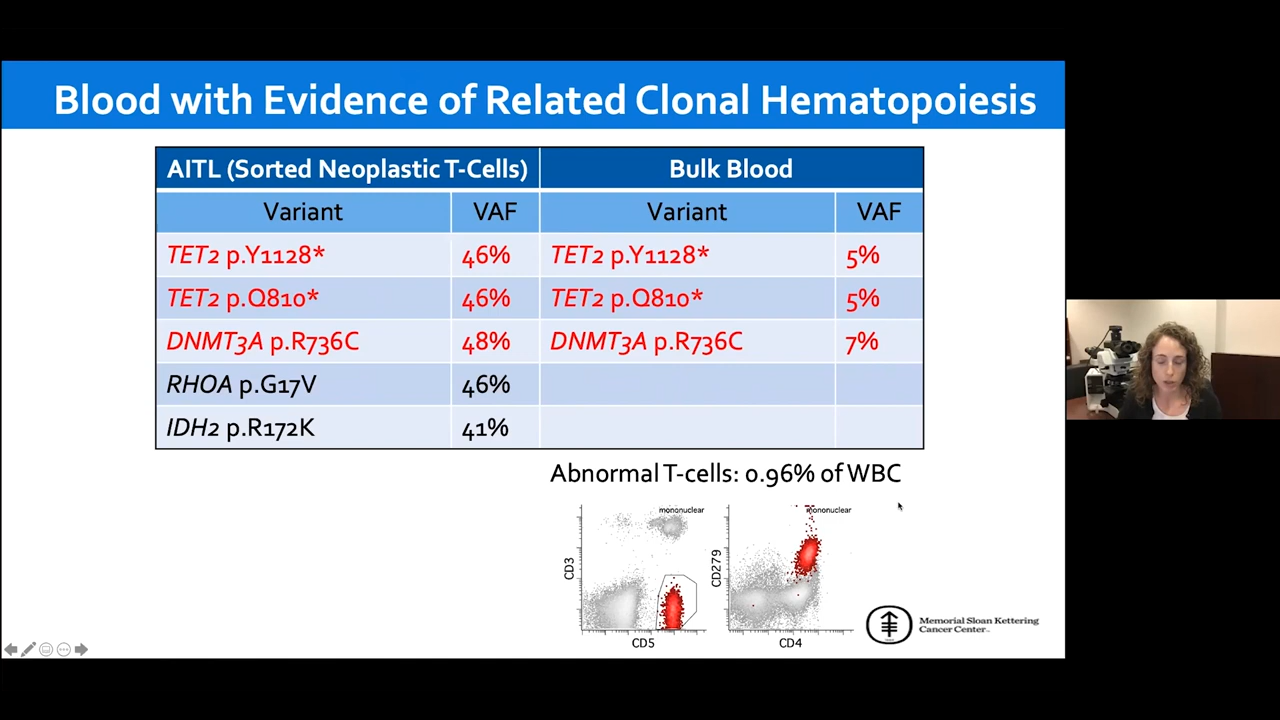 Blood with Evidence of Related Clonal Hematopoiesis
AITL (Sorted Neoplastic T-Cells) Bulk Blood
Variant VAF Variant VAF
TET2 p.Y1128* 46% TET2 p.Y1128* 5%
TET2 p.Q810* 46% TET2 p.Q810* 5%
DNMT3A p.R736C 48% DNMT3A p.R736C 7%
RHOA p.G17V 46%
IDH2 p.R172K 41%
Abnormal T-cells: 0.96% of WBC
mononuclear mononuclear
CD3 CD279
CD5 CD4
Memorial Sloan Kettering
Cancer Center